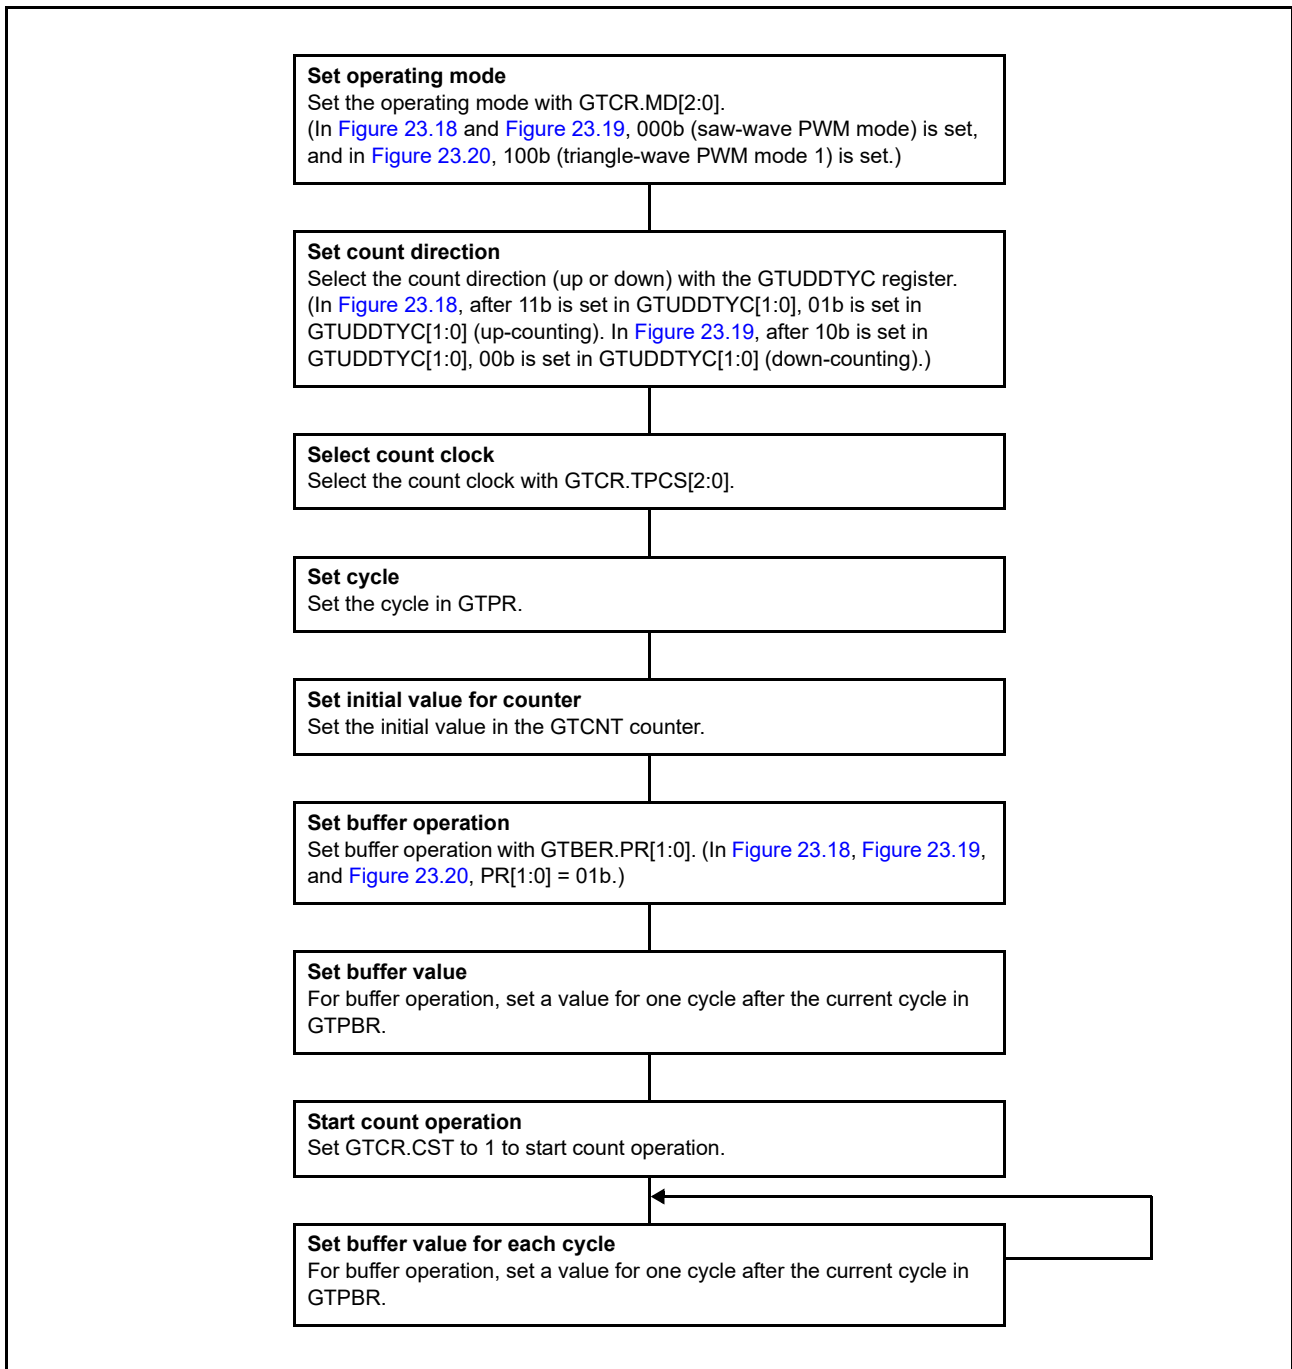 Set operating mode
Set the operating mode with GTCR.MD[2:0].
(In Figure 23.18 and Figure 23.19, 000b (saw-wave PWM mode) is set,
and in Figure 23.20, 100b (triangle-wave PWM mode 1) is set.)
Set count direction
Select the count direction (up or down) with the GTUDDTYC register.
(In Figure 23.18, after 11b is set in GTUDDTYC[1:0], 01b is set in
GTUDDTYC[1:0] (up-counting). In Figure 23.19, after 10b is set in
GTUDDTYC[1:0], 00b is set in GTUDDTYC[1:0] (down-counting).)
Select count clock
Select the count clock with GTCR.TPCS[2:0].
Set cycle
Set the cycle in GTPR.
Set initial value for counter
Set the initial value in the GTCNT counter.
Set buffer operation
Set buffer operation with GTBER.PR[1:0]. (In Figure 23.18, Figure 23.19,
and Figure 23.20, PR[1:0] = 01b.)
Set buffer value
For buffer operation, set a value for one cycle after the current cycle in
GTPBR.
Start count operation
Set GTCR.CST to 1 to start count operation.
Set buffer value for each cycle
For buffer operation, set a value for one cycle after the current cycle in
GTPBR.